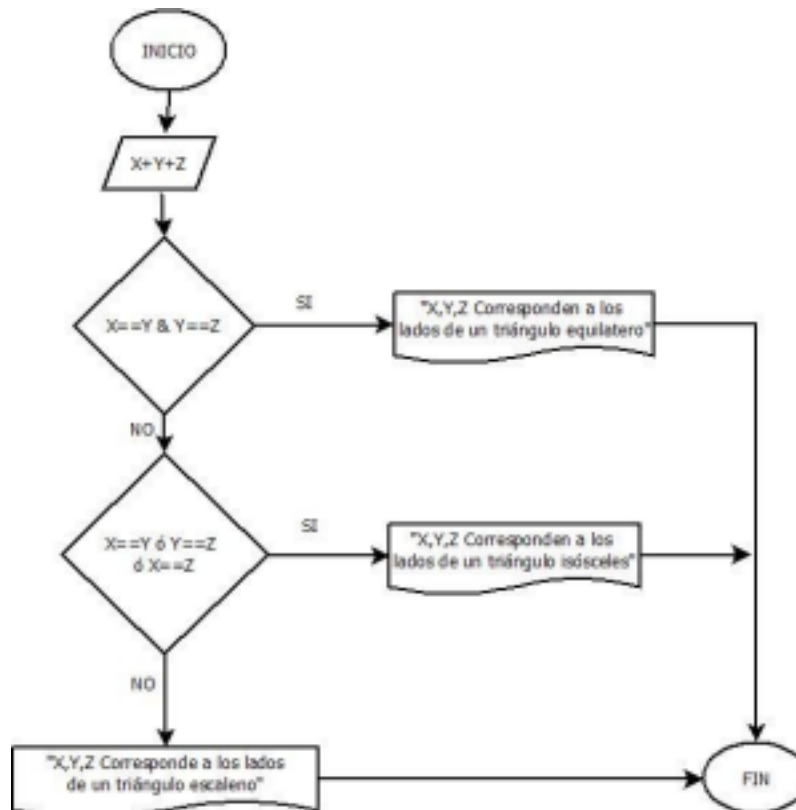 INICIO
X+Y+Z
X==Y & Y==Z
SI
"X,Y,Z Corresponden a los
lados de un triángulo equilatero"
NO
X==Y ó Y==Z
ó X==Z
SI
"X,Y,Z Corresponden a los
lados de un triángulo isósceles"
NO
"X,Y,Z Corresponde a los lados
de un triángulo escaleno"
FIN